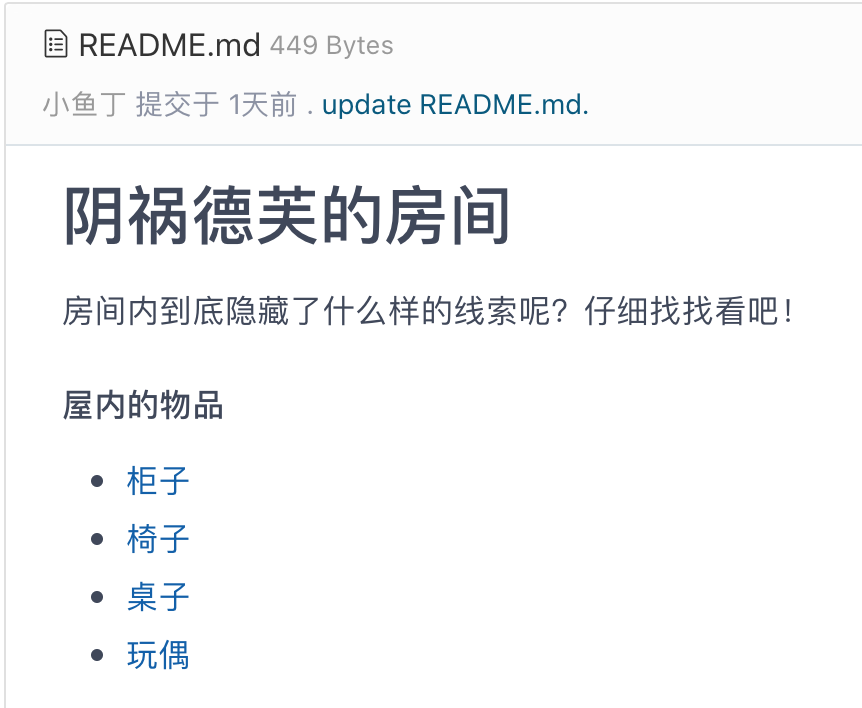 README.md 449 Bytes
小鱼丁 提交于 1天前 . update README.md.
阴祸德芙的房间
房间内到底隐藏了什么样的线索呢？仔细找找看吧！
屋内的物品
• 柜子
• 椅子
• 桌子
• 玩偶